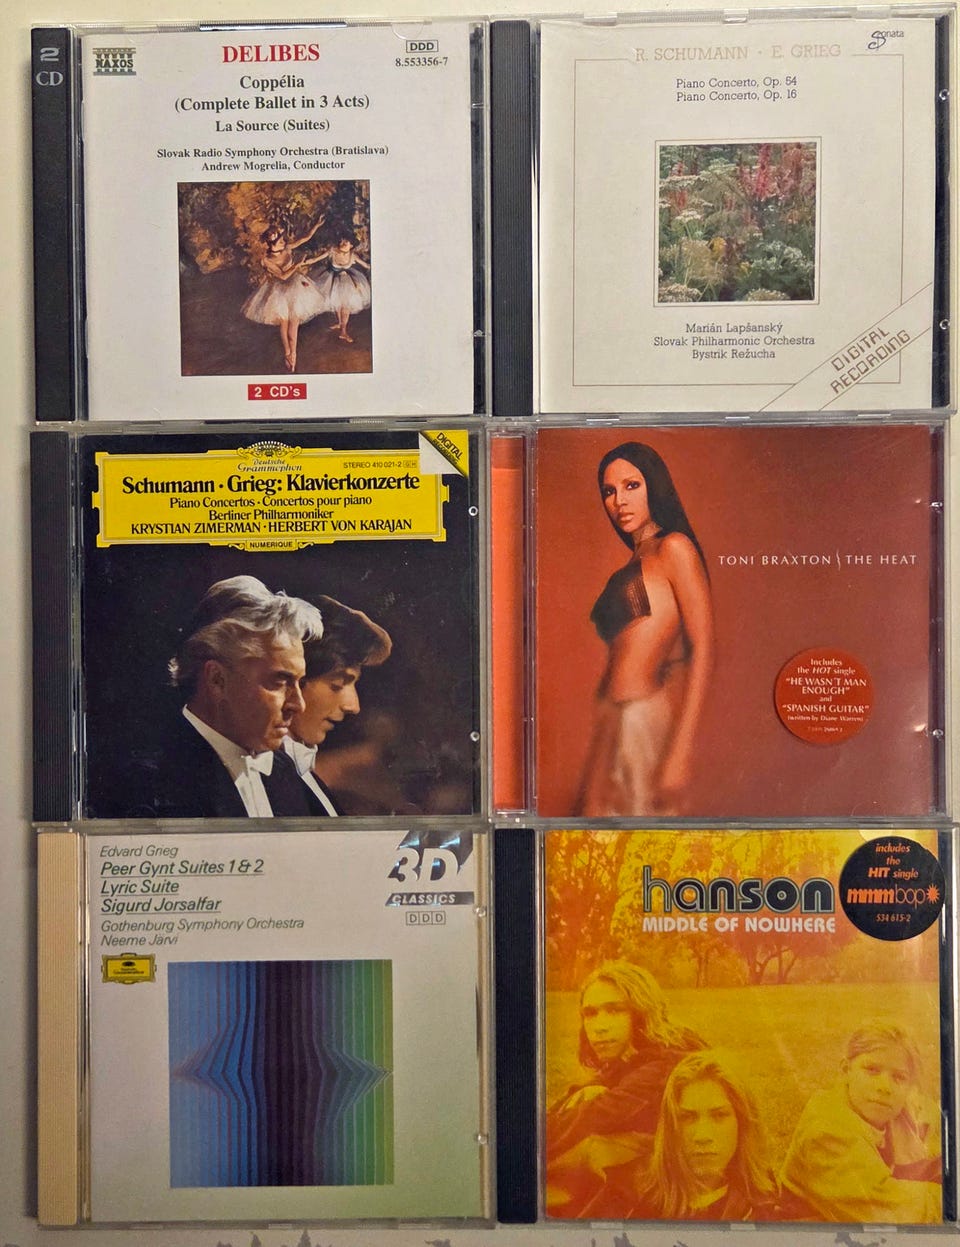 2
CD
NAXOS
DELIBES
DDD
8.553356-7
Coppélia
(Complete Ballet in 3 Acts)
La Source (Suites)
Slovak Radio Symphony Orchestra (Bratislava)
Andrew Mogrelia, Conductor
2 CD's
Sonata
R. SCHUMANN · E. GRIEG
Piano Concerto, Op. 54
Piano Concerto, Op. 16
Marián Lapšanský
Slovak Philharmonic Orchestra
Bystrik Režucha
DIGITAL
RECORDING
Deutsche
Grammophon
STEREO 410 021-2 GH
DIGITAL
Schumann · Grieg: Klavierkonzerte
Piano Concertos · Concertos pour piano
Berliner Philharmoniker
KRYSTIAN ZIMERMAN · HERBERT VON KARAJAN
NUMERIQUE
TONI BRAXTON \ THE HEAT
Includes
the HOT single
"HE WASN'T MAN
ENOUGH"
and
"SPANISH GUITAR"
(written by Diane Warren)
Edvard Grieg
Peer Gynt Suites 1 & 2
Lyric Suite
Sigurd Jorsalfar
Gothenburg Symphony Orchestra
Neeme Järvi
3D
CLASSICS
DDD
Deutsche
Grammophon
hanson
MIDDLE OF NOWHERE
includes
the
HIT single
mmmbop
534 615-2